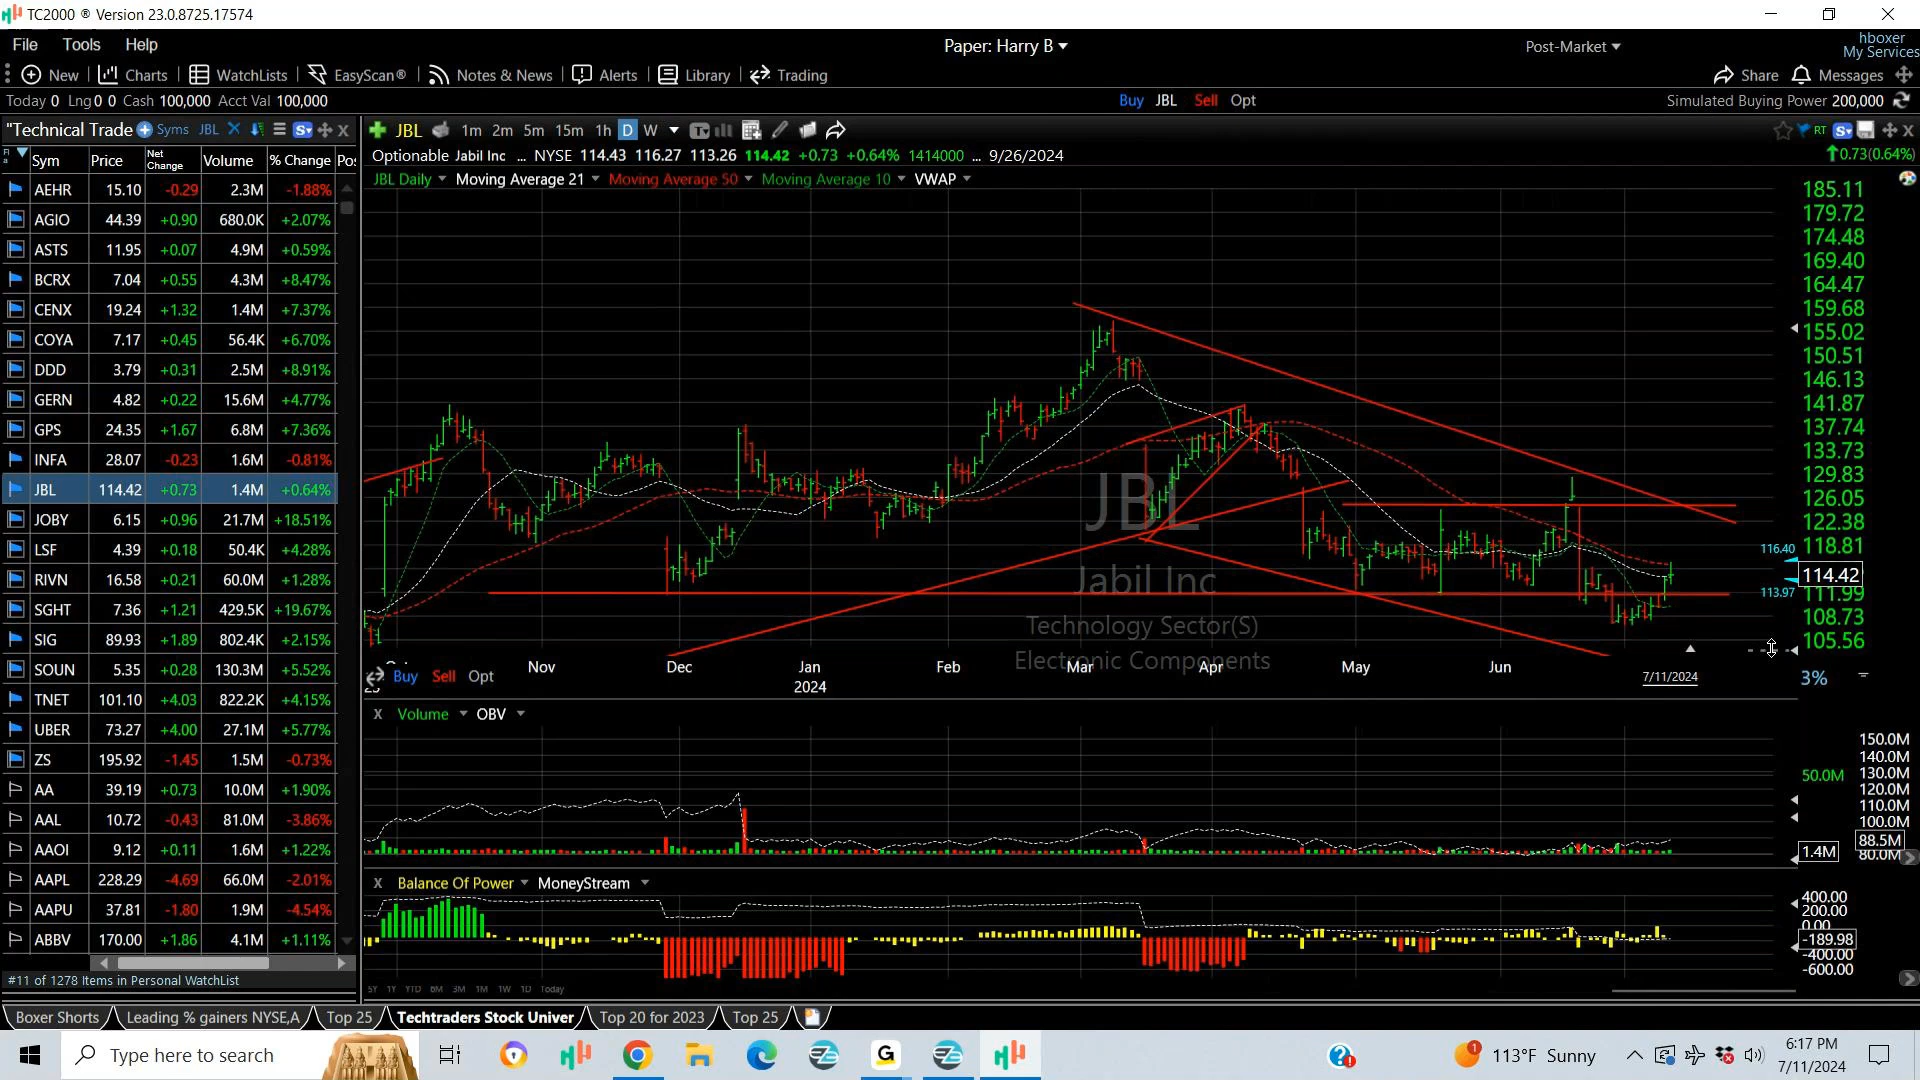 TC2000 ® Version 23.0.8725.17574
File Tools Help Paper: Harry B Post-Market hboxer
My Services
New Charts WatchLists EasyScan® Notes & News Alerts Library Trading Share Messages
Today 0 Lng 0 0 Cash 100,000 Acct Val 100,000 Buy JBL Sell Opt Simulated Buying Power 200,000
"Technical Trade Syms JBL
JBL 1m 2m 5m 15m 1h D W RT
Sym Price Net Change Volume % Change Pos
Optionable Jabil Inc ... NYSE 114.43 116.27 113.26 114.42 +0.73 +0.64% 1414000 ... 9/26/2024 0.73(0.64%)
JBL Daily Moving Average 21 Moving Average 50 Moving Average 10 VWAP
AEHR 15.10 -0.29 2.3M -1.88%
AGIO 44.39 +0.90 680.0K +2.07%
ASTS 11.95 +0.07 4.9M +0.59%
BCRX 7.04 +0.55 4.3M +8.47%
CENX 19.24 +1.32 1.4M +7.37%
COYA 7.17 +0.45 56.4K +6.70%
DDD 3.79 +0.31 2.5M +8.91%
GERN 4.82 +0.22 15.6M +4.77%
GPS 24.35 +1.67 6.8M +7.36%
INFA 28.07 -0.23 1.6M -0.81%
JBL 114.42 +0.73 1.4M +0.64%
JOBY 6.15 +0.96 21.7M +18.51%
LSF 4.39 +0.18 50.4K +4.28%
RIVN 16.58 +0.21 60.0M +1.28%
SGHT 7.36 +1.21 429.5K +19.67%
SIG 89.93 +1.89 802.4K +2.15%
SOUN 5.35 +0.28 130.3M +5.52%
TNET 101.10 +4.03 822.2K +4.15%
UBER 73.27 +4.00 27.1M +5.77%
ZS 195.92 -1.45 1.5M -0.73%
AA 39.19 +0.73 10.0M +1.90%
AAL 10.72 -0.43 81.0M -3.86%
AAOI 9.12 +0.11 1.6M +1.22%
AAPL 228.29 -4.69 66.0M -2.01%
AAPU 37.81 -1.80 1.9M -4.54%
ABBV 170.00 +1.86 4.1M +1.11%
#11 of 1278 Items in Personal WatchList
185.11
179.72
174.48
169.40
164.47
159.68
155.02
150.51
146.13
141.87
137.74
133.73
129.83
126.05
122.38
118.81
116.40
114.42
113.97
111.99
108.73
105.56
JBL
Jabil Inc
Technology Sector(S)
Electronic Components
Nov Dec Jan Feb Mar Apr May Jun
2024
7/11/2024
3%
Buy Sell Opt
X Volume OBV
50.0M
1.4M
150.0M
140.0M
130.0M
120.0M
110.0M
100.0M
88.5M
80.0M
X Balance Of Power MoneyStream
400.00
200.00
0.00
-189.98
-400.00
-600.00
5Y 1Y YTD 6M 3M 1M 1W 1D Today
Boxer Shorts Leading % gainers NYSE,A Top 25 Techtraders Stock Univer Top 20 for 2023 Top 25
Type here to search
113°F Sunny
6:17 PM
7/11/2024